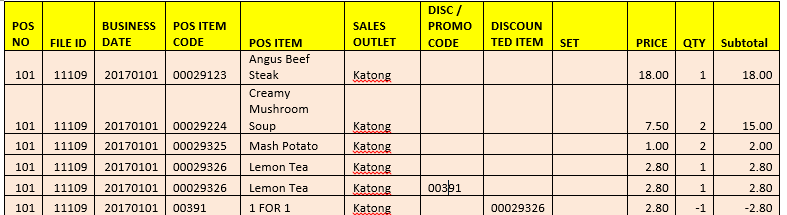 POS NO FILE ID BUSINESS DATE POS ITEM CODE POS ITEM SALES OUTLET DISC / PROMO CODE DISCOUN TED ITEM SET PRICE QTY Subtotal
101 11109 20170101 00029123 Angus Beef Steak Katong 18.00 1 18.00
101 11109 20170101 00029224 Creamy Mushroom Soup Katong 7.50 2 15.00
101 11109 20170101 00029325 Mash Potato Katong 1.00 2 2.00
101 11109 20170101 00029326 Lemon Tea Katong 2.80 1 2.80
101 11109 20170101 00029326 Lemon Tea Katong 00391 2.80 1 2.80
101 11109 20170101 00391 1 FOR 1 Katong 00029326 2.80 -1 -2.80